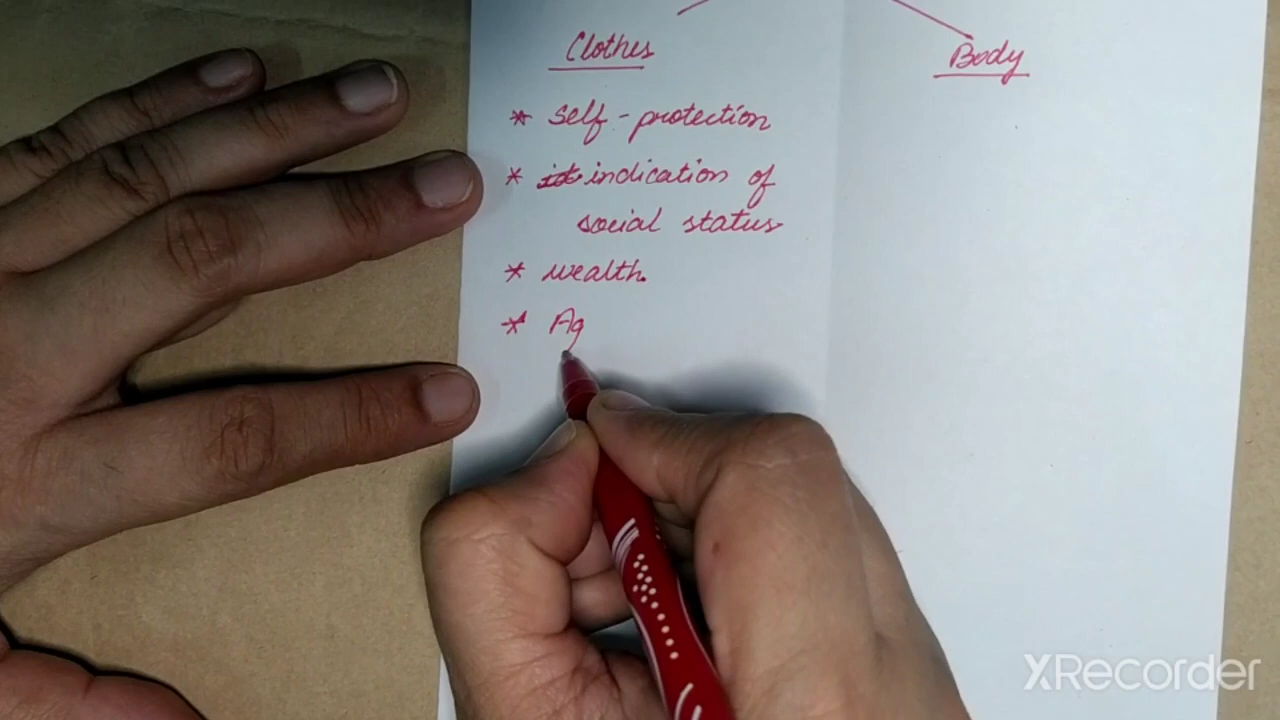 Clothes
Body
* self-protection
* indication of
social status
* wealth.
* Ag
XRecorder